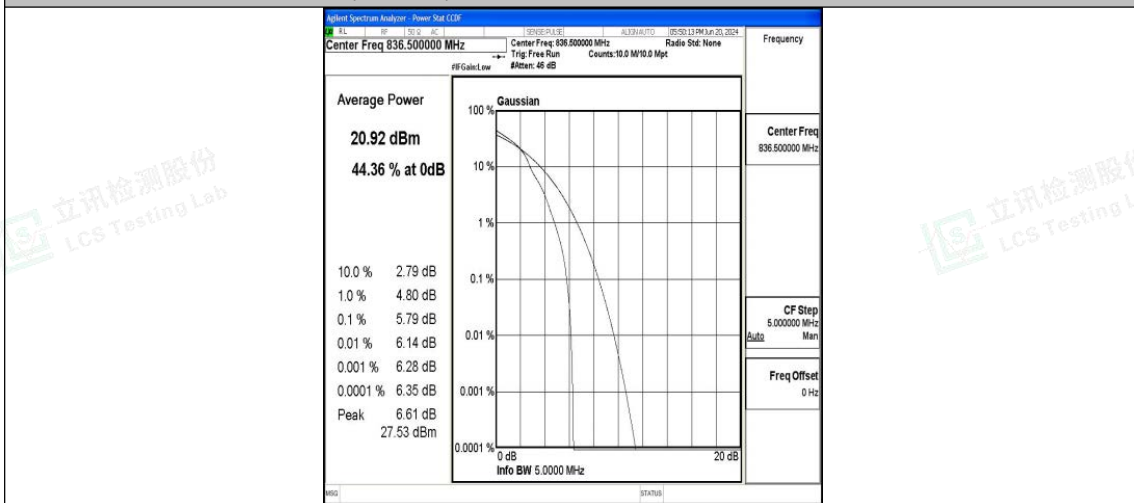 Agilent Spectrum Analyzer - Power Stat CCDF
RL RF 50 Ω AC SENSE:PULSE ALIGN AUTO 05:50:13 PM Jun 20, 2024
Center Freq 836.500000 MHz
Center Freq: 836.500000 MHz Radio Std: None
Trig: Free Run Counts:10.0 M/10.0 Mpt
#IFGain:Low #Atten: 46 dB
Frequency
Average Power
20.92 dBm
44.36 % at 0dB
10.0 % 2.79 dB
1.0 % 4.80 dB
0.1 % 5.79 dB
0.01 % 6.14 dB
0.001 % 6.28 dB
0.0001 % 6.35 dB
Peak 6.61 dB
27.53 dBm
Gaussian
100 %
10 %
1 %
0.1 %
0.01 %
0.001 %
0.0001 %
0 dB 20 dB
Info BW 5.0000 MHz
Center Freq
836.500000 MHz
CF Step
5.000000 MHz
Auto Man
Freq Offset
0 Hz
MSG STATUS
立讯检测股份
LCS Testing Lab
立讯检测股份
LCS Testing L